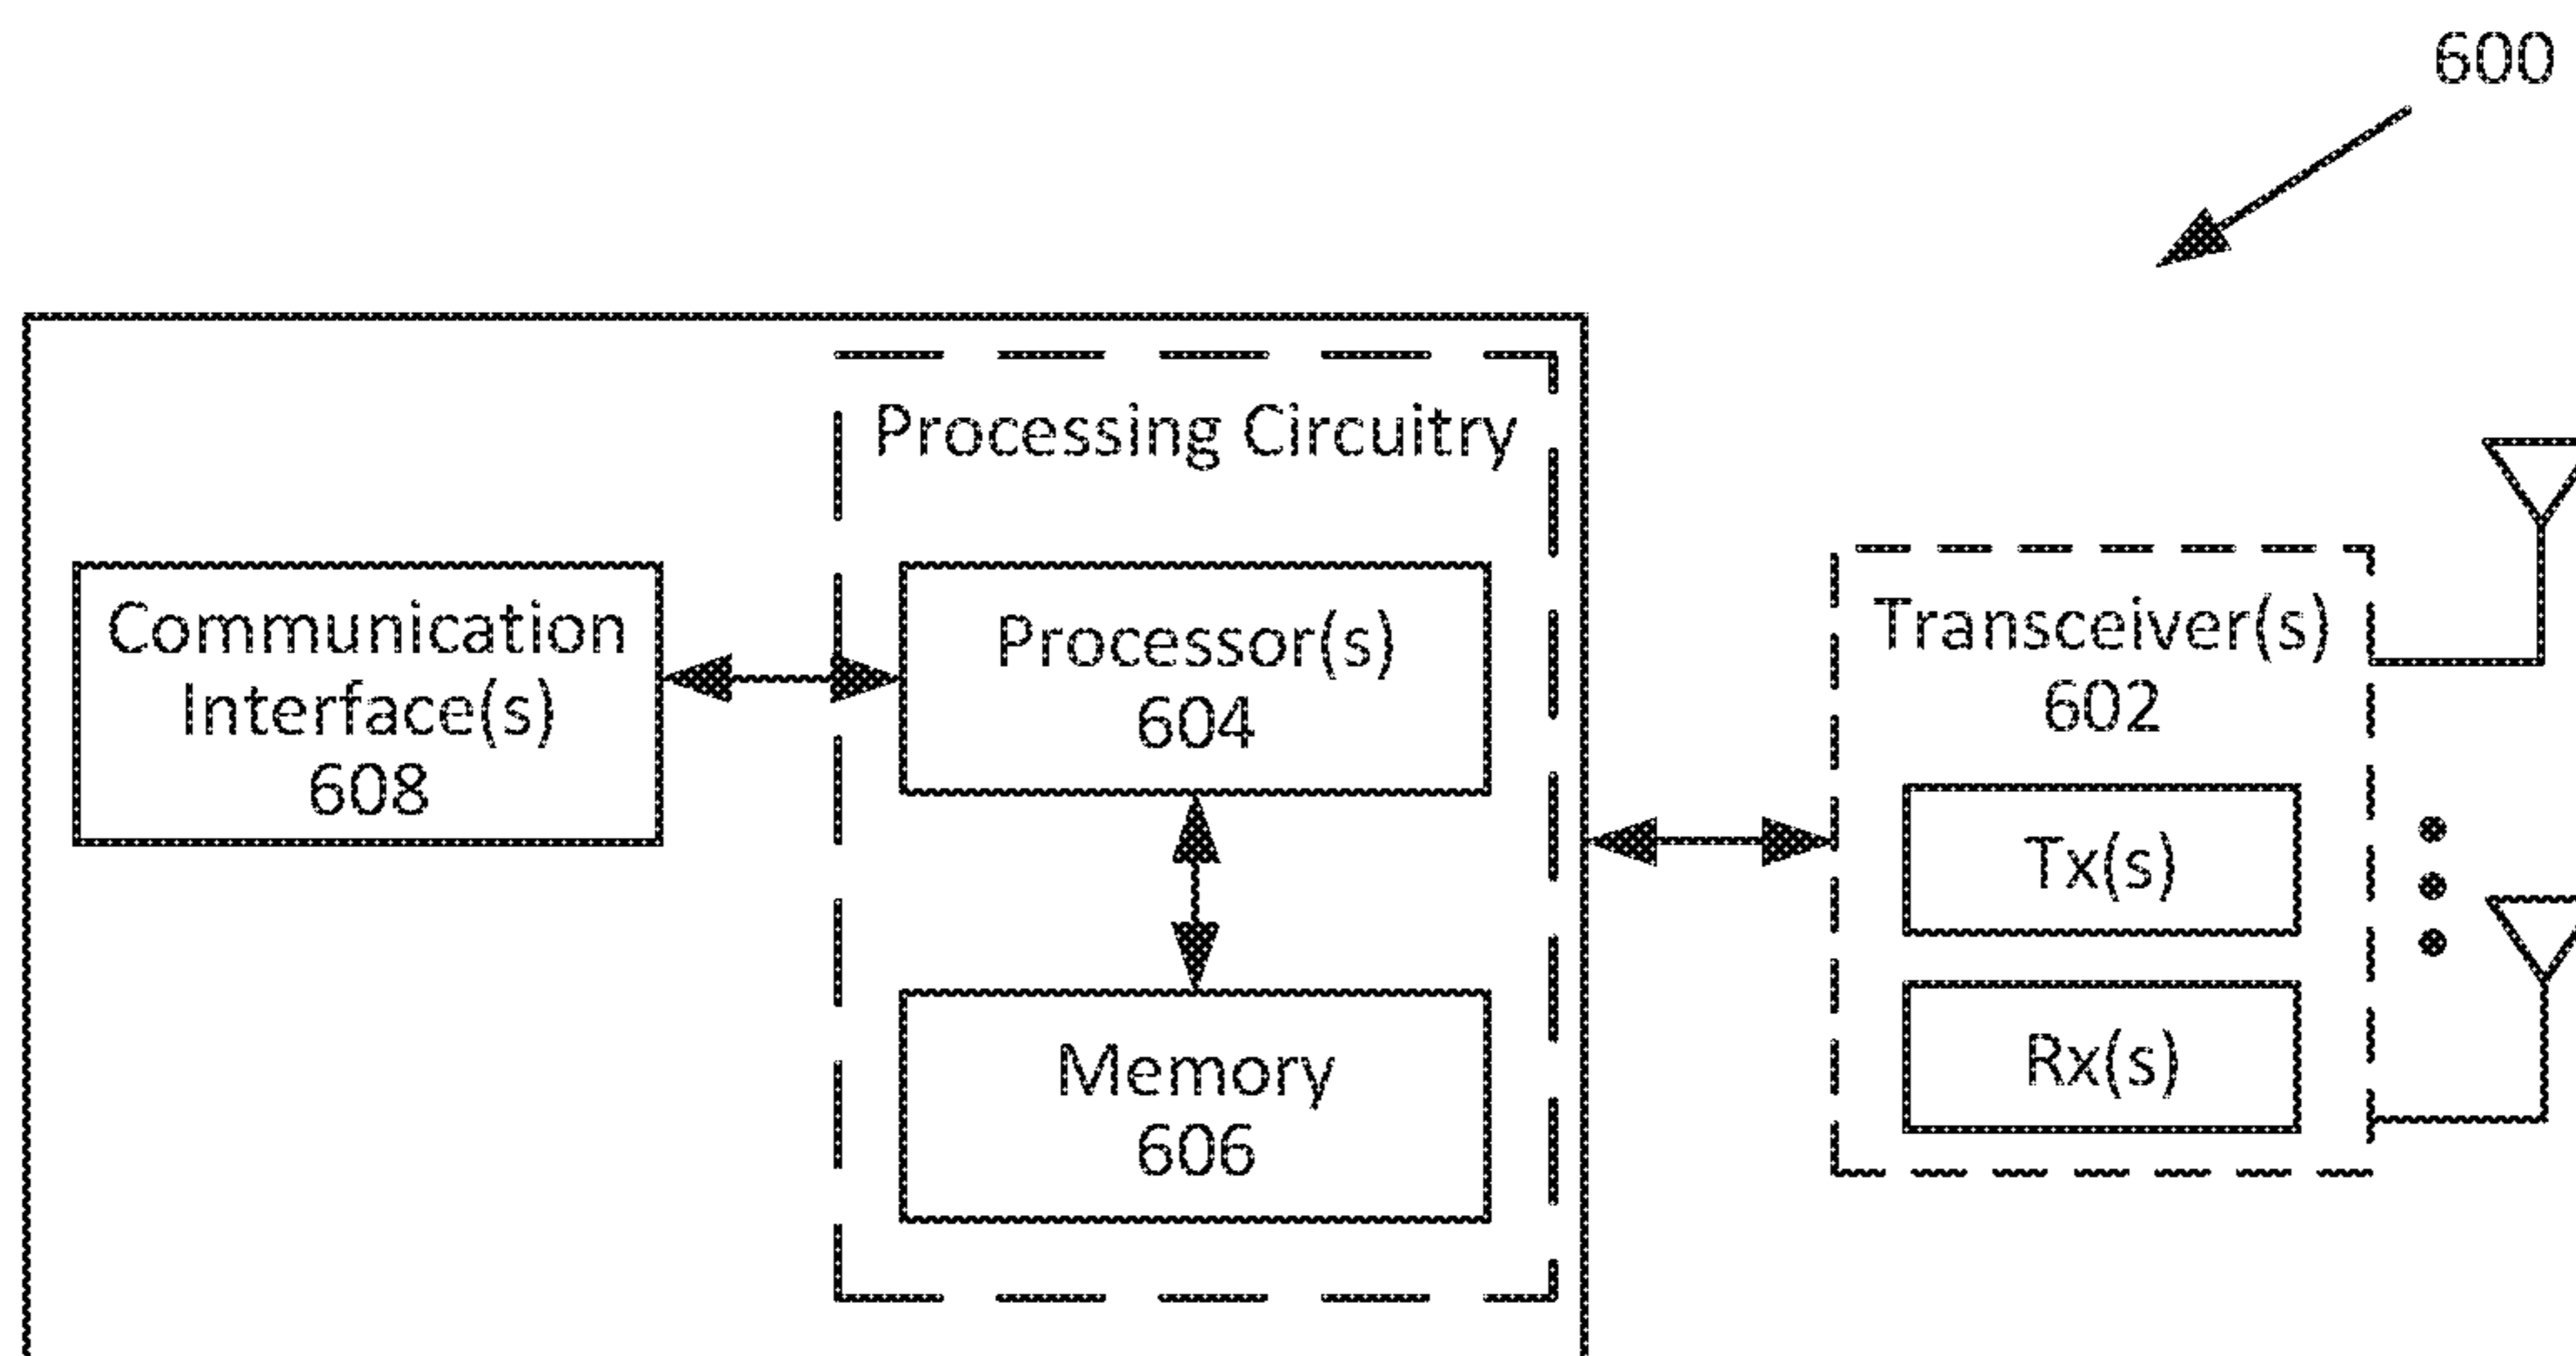 600
Processing Circuitry
Communication
Interface(s)
608
Processor(s)
604
Memory
606
Transceiver(s)
602
Tx(s)
Rx(s)